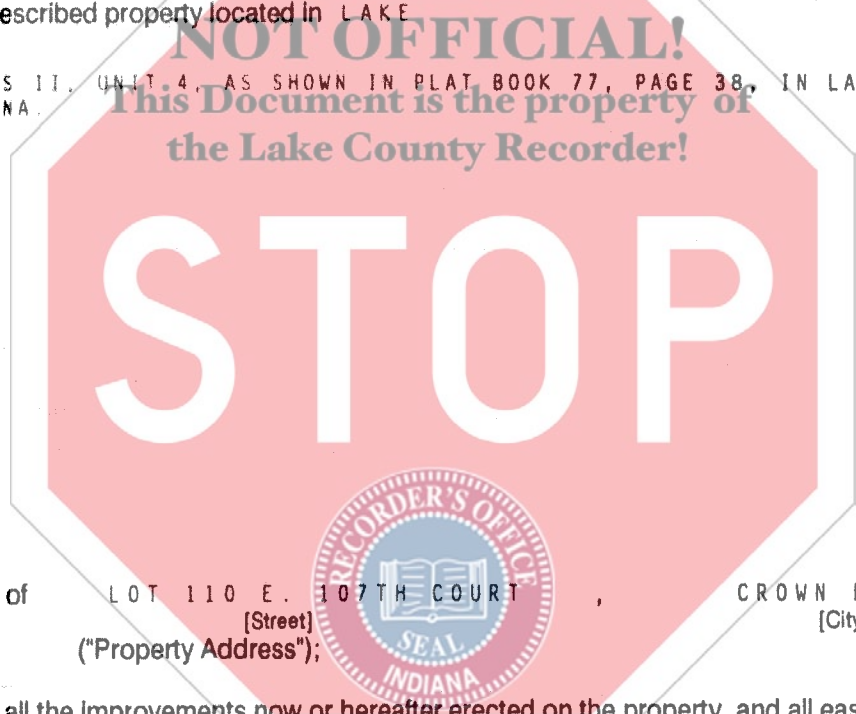 escribed property located in LAKE
NOT OFFICIAL!
S II, UNIT 4, AS SHOWN IN PLAT BOOK 77, PAGE 38, IN LA
This Document is the property of
NA.
the Lake County Recorder!
STOP
RECORDER'S OFFICE
SEAL
INDIANA
of LOT 110 E. 107TH COURT , CROWN
[Street] [City
("Property Address");
all the improvements now or hereafter erected on the property, and all eas